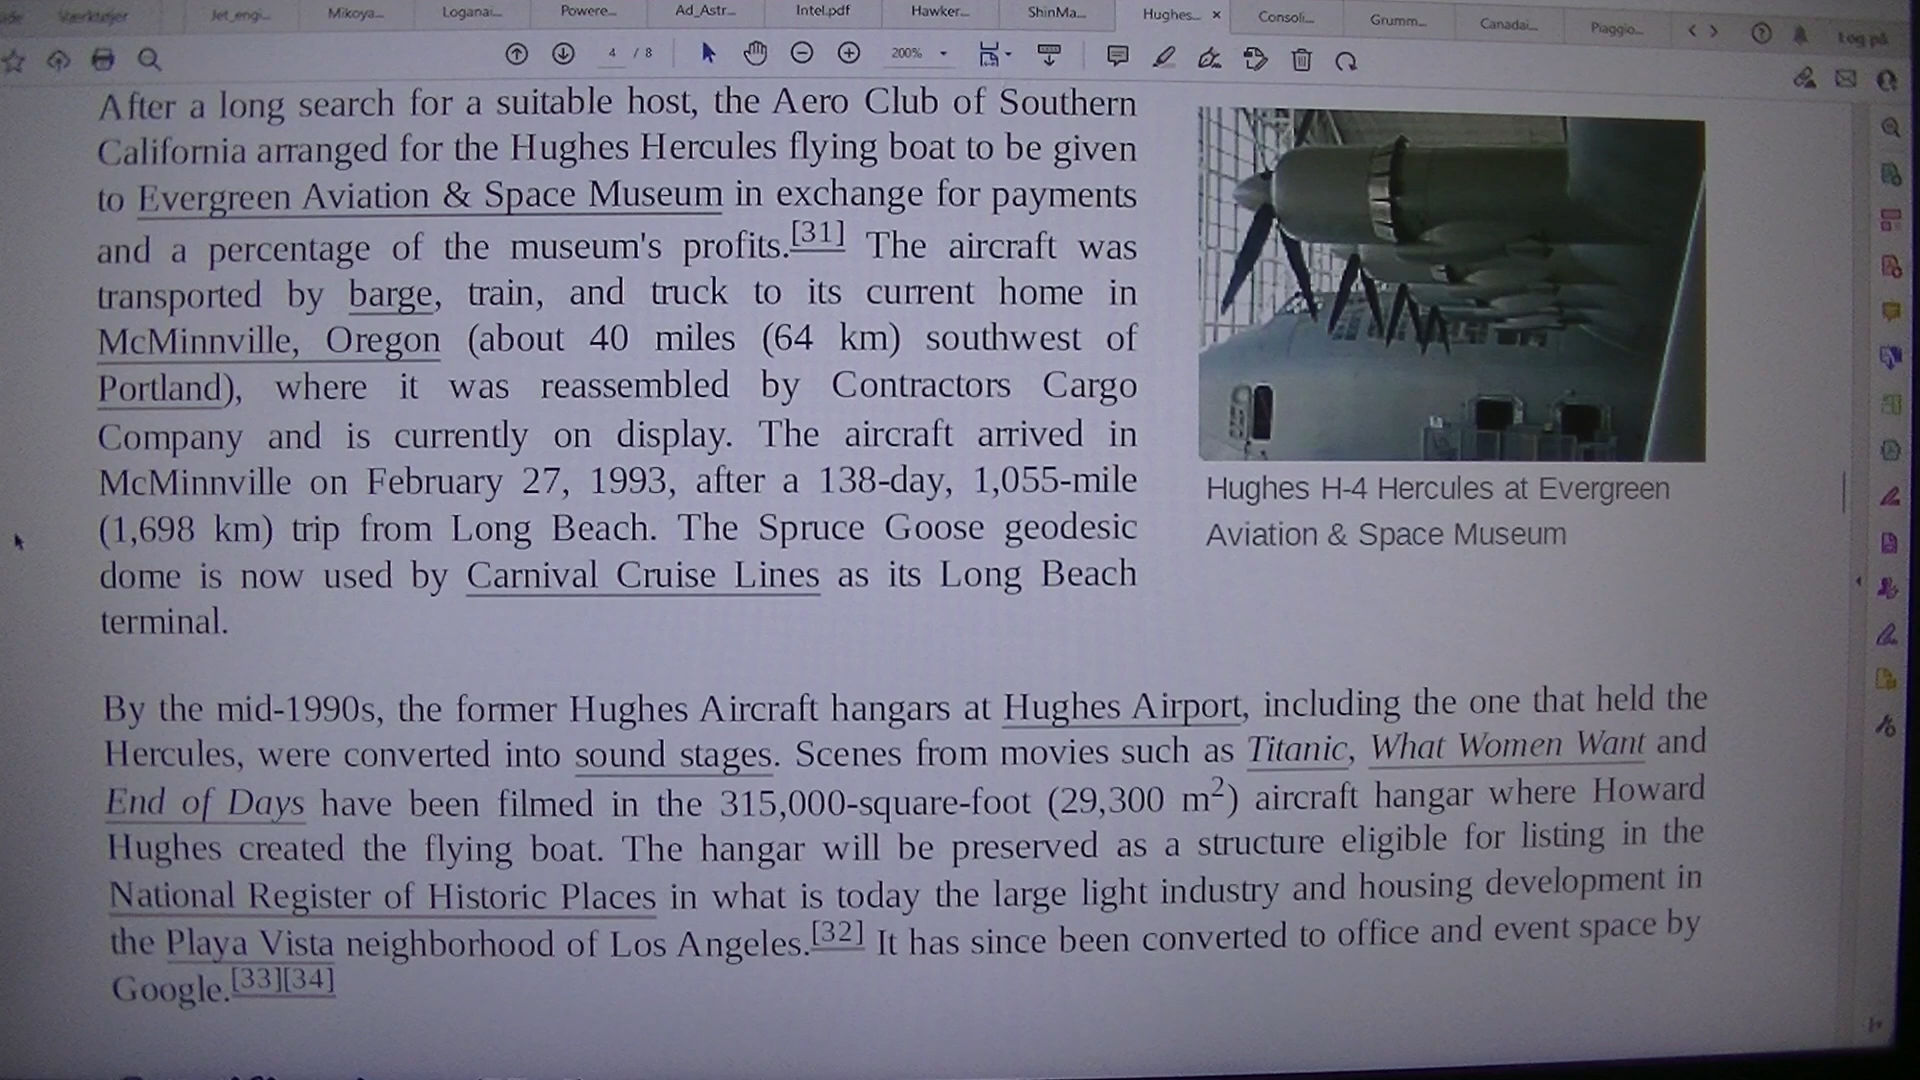 Værktøjer
Jet_engi...
Mikoya...
Loganai...
Powere...
Ad_Astr...
Intel.pdf
Hawker...
ShinMa...
Hughes...
Consoli...
Grumm...
Canadai...
Piaggio...
Log på
4 / 8
200%
After a long search for a suitable host, the Aero Club of Southern
California arranged for the Hughes Hercules flying boat to be given
to Evergreen Aviation & Space Museum in exchange for payments
and a percentage of the museum's profits.[31] The aircraft was
transported by barge, train, and truck to its current home in
McMinnville, Oregon (about 40 miles (64 km) southwest of
Portland), where it was reassembled by Contractors Cargo
Company and is currently on display. The aircraft arrived in
McMinnville on February 27, 1993, after a 138-day, 1,055-mile
(1,698 km) trip from Long Beach. The Spruce Goose geodesic
dome is now used by Carnival Cruise Lines as its Long Beach
terminal.
Hughes H-4 Hercules at Evergreen
Aviation & Space Museum
By the mid-1990s, the former Hughes Aircraft hangars at Hughes Airport, including the one that held the
Hercules, were converted into sound stages. Scenes from movies such as Titanic, What Women Want and
End of Days have been filmed in the 315,000-square-foot (29,300 m²) aircraft hangar where Howard
Hughes created the flying boat. The hangar will be preserved as a structure eligible for listing in the
National Register of Historic Places in what is today the large light industry and housing development in
the Playa Vista neighborhood of Los Angeles.[32] It has since been converted to office and event space by
Google.[33][34]